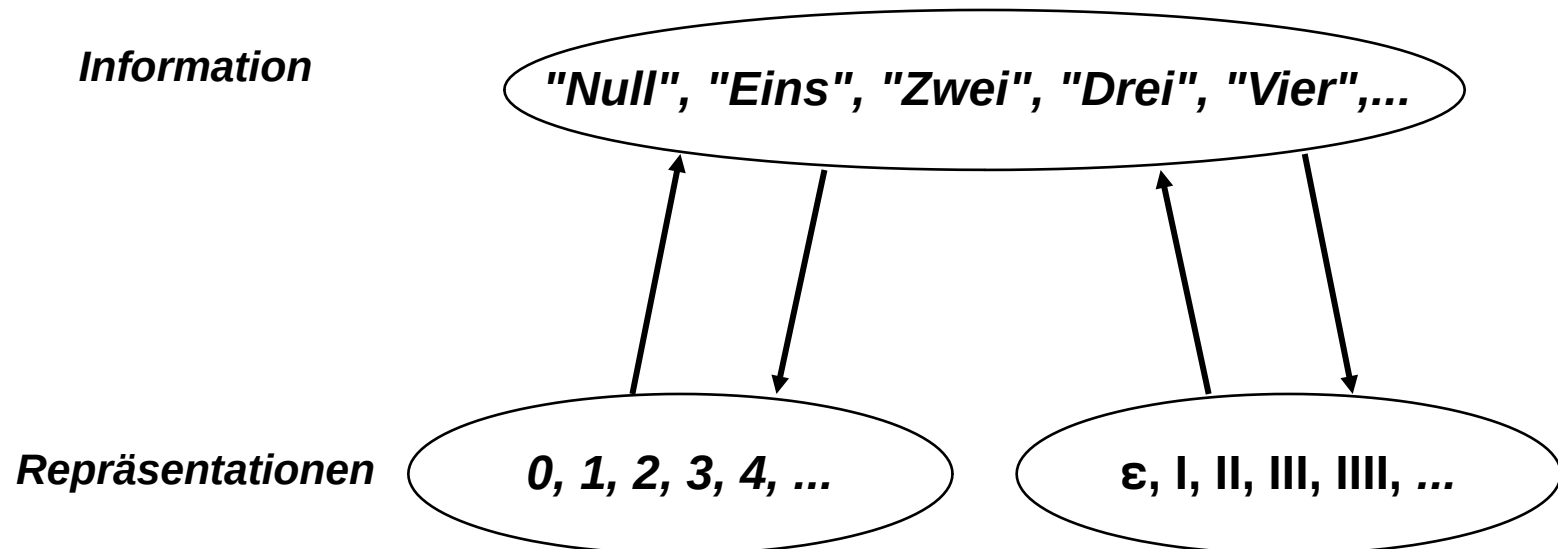 Information
"Null", "Eins", "Zwei", "Drei", "Vier",...
Repräsentationen
0, 1, 2, 3, 4, ...
ε, I, II, III, IIII, ...